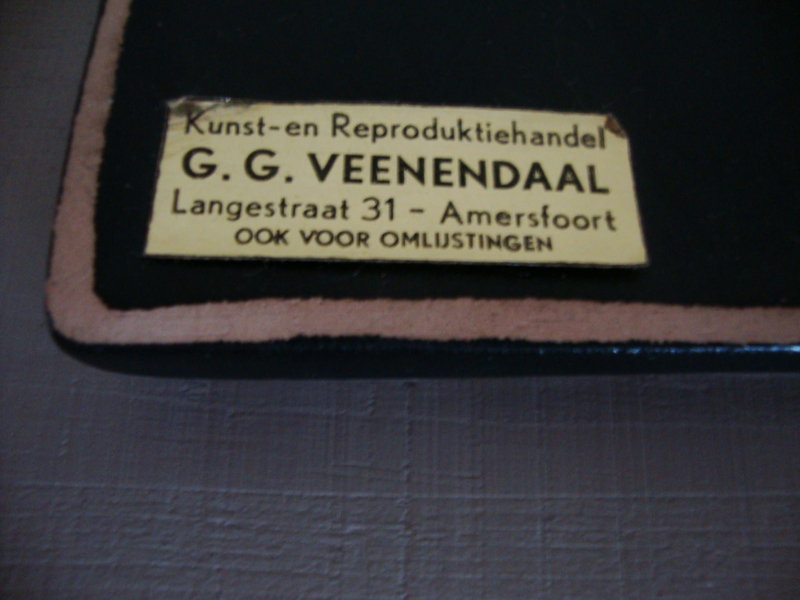 Kunst-en Reproduktiehandel
G. G. VEENENDAAL
Langestraat 31 - Amersfoort
OOK VOOR OMLIJSTINGEN